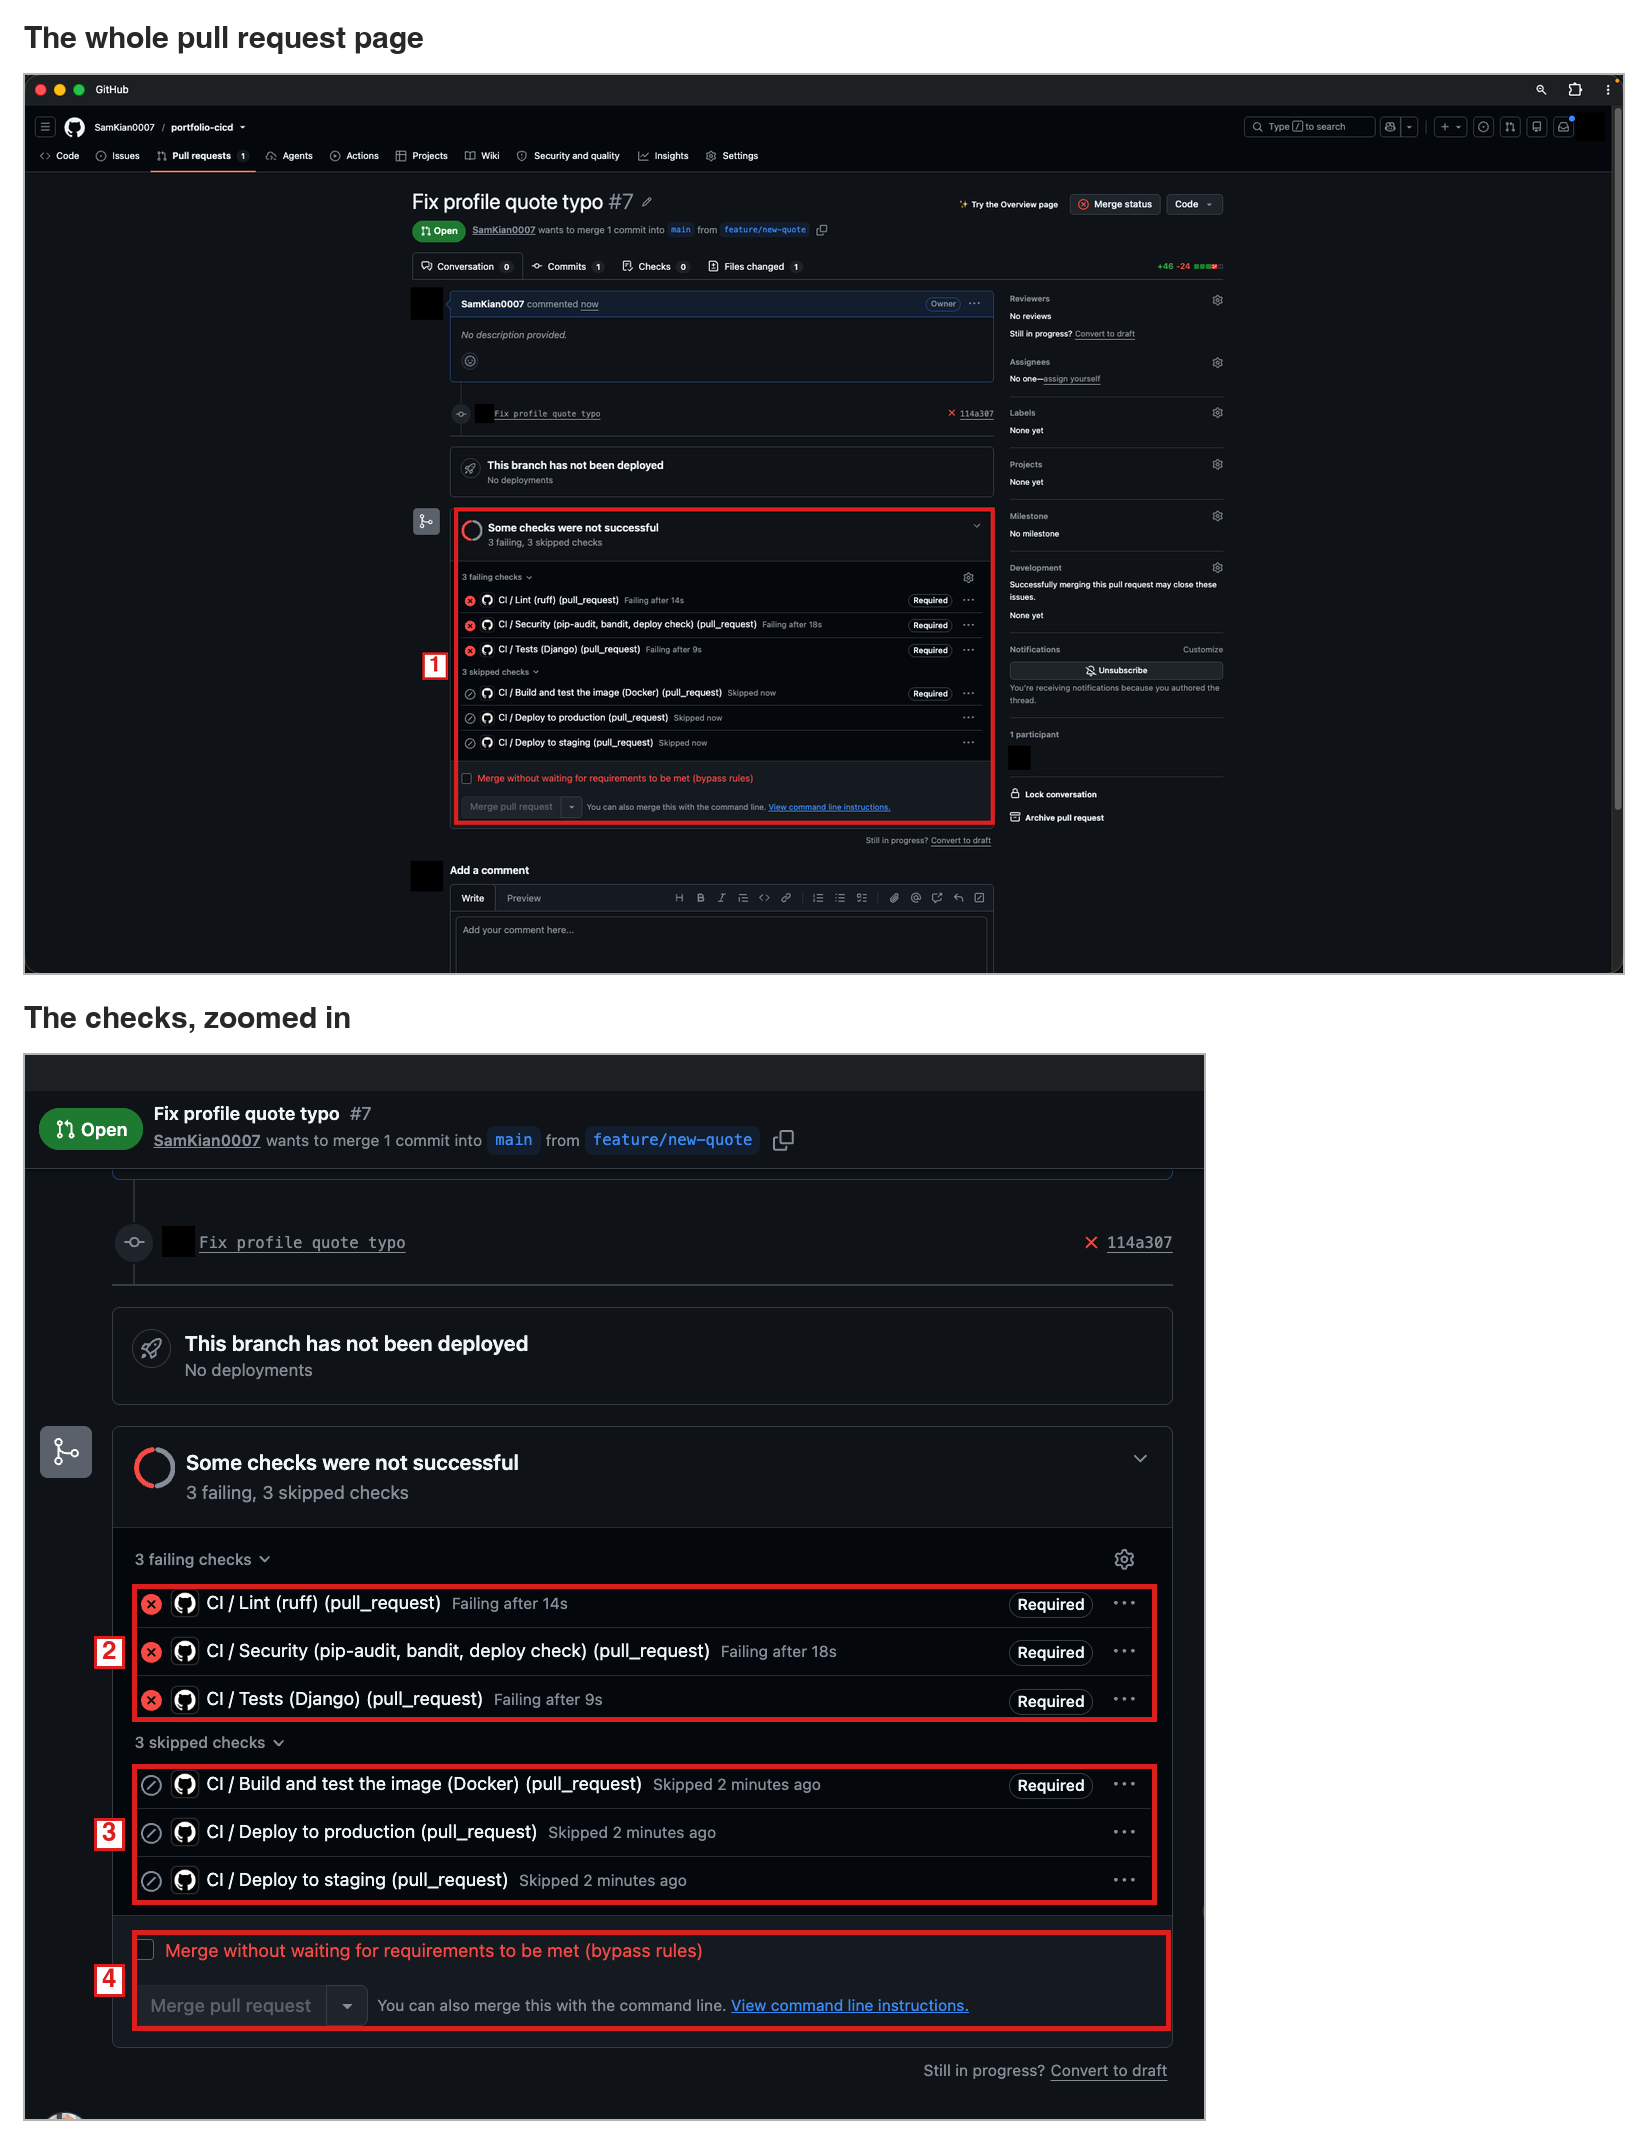 The whole pull request page
GitHub
SamKian0007 / portfolio-cicd
Type / to search
Code
Issues
Pull requests 1
Agents
Actions
Projects
Wiki
Security and quality
Insights
Settings
Fix profile quote typo #7
Try the Overview page
Merge status
Code
Open
SamKian0007 wants to merge 1 commit into main from feature/new-quote
Conversation 0
Commits 1
Checks 0
Files changed 1
+46 -24
SamKian0007 commented now
Owner
No description provided.
Fix profile quote typo
114a307
This branch has not been deployed
No deployments
1
Some checks were not successful
3 failing, 3 skipped checks
3 failing checks
CI / Lint (ruff) (pull_request) Failing after 14s Required
CI / Security (pip-audit, bandit, deploy check) (pull_request) Failing after 18s Required
CI / Tests (Django) (pull_request) Failing after 9s Required
3 skipped checks
CI / Build and test the image (Docker) (pull_request) Skipped now Required
CI / Deploy to production (pull_request) Skipped now
CI / Deploy to staging (pull_request) Skipped now
Merge without waiting for requirements to be met (bypass rules)
Merge pull request
You can also merge this with the command line. View command line instructions.
Still in progress? Convert to draft
Add a comment
Write
Preview
Add your comment here...
Reviewers
No reviews
Still in progress? Convert to draft
Assignees
No one—assign yourself
Labels
None yet
Projects
None yet
Milestone
No milestone
Development
Successfully merging this pull request may close these
issues.
None yet
Notifications
Customize
Unsubscribe
You're receiving notifications because you authored the
thread.
1 participant
Lock conversation
Archive pull request
The checks, zoomed in
Open
Fix profile quote typo #7
SamKian0007 wants to merge 1 commit into main from feature/new-quote
Fix profile quote typo
114a307
This branch has not been deployed
No deployments
Some checks were not successful
3 failing, 3 skipped checks
3 failing checks
2
CI / Lint (ruff) (pull_request) Failing after 14s Required
CI / Security (pip-audit, bandit, deploy check) (pull_request) Failing after 18s Required
CI / Tests (Django) (pull_request) Failing after 9s Required
3 skipped checks
3
CI / Build and test the image (Docker) (pull_request) Skipped 2 minutes ago Required
CI / Deploy to production (pull_request) Skipped 2 minutes ago
CI / Deploy to staging (pull_request) Skipped 2 minutes ago
4
Merge without waiting for requirements to be met (bypass rules)
Merge pull request
You can also merge this with the command line. View command line instructions.
Still in progress? Convert to draft